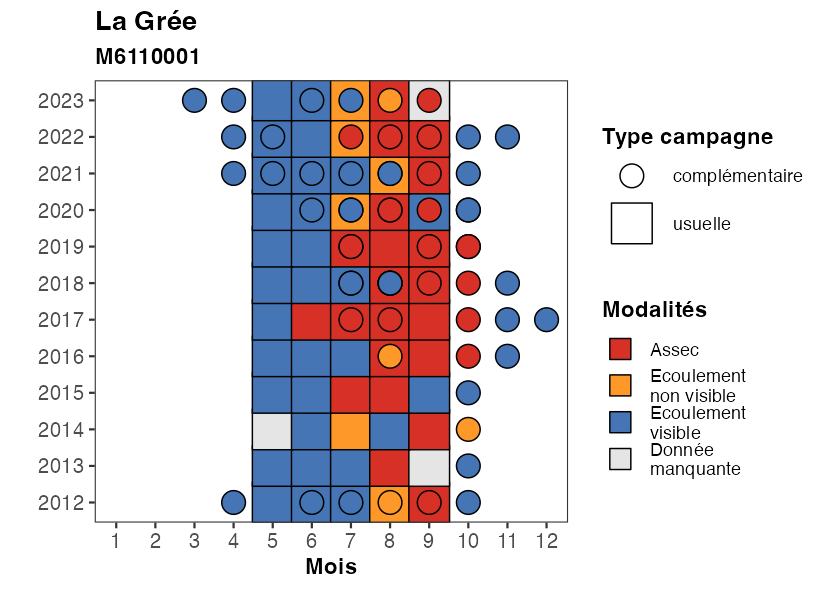 La Grée
M6110001
2023
2022
2021
2020
2019
2018
2017
2016
2015
2014
2013
2012
1 2 3 4 5 6 7 8 9 10 11 12
Mois
Type campagne
complémentaire
usuelle
Modalités
Assec
Ecoulement
non visible
Ecoulement
visible
Donnée
manquante